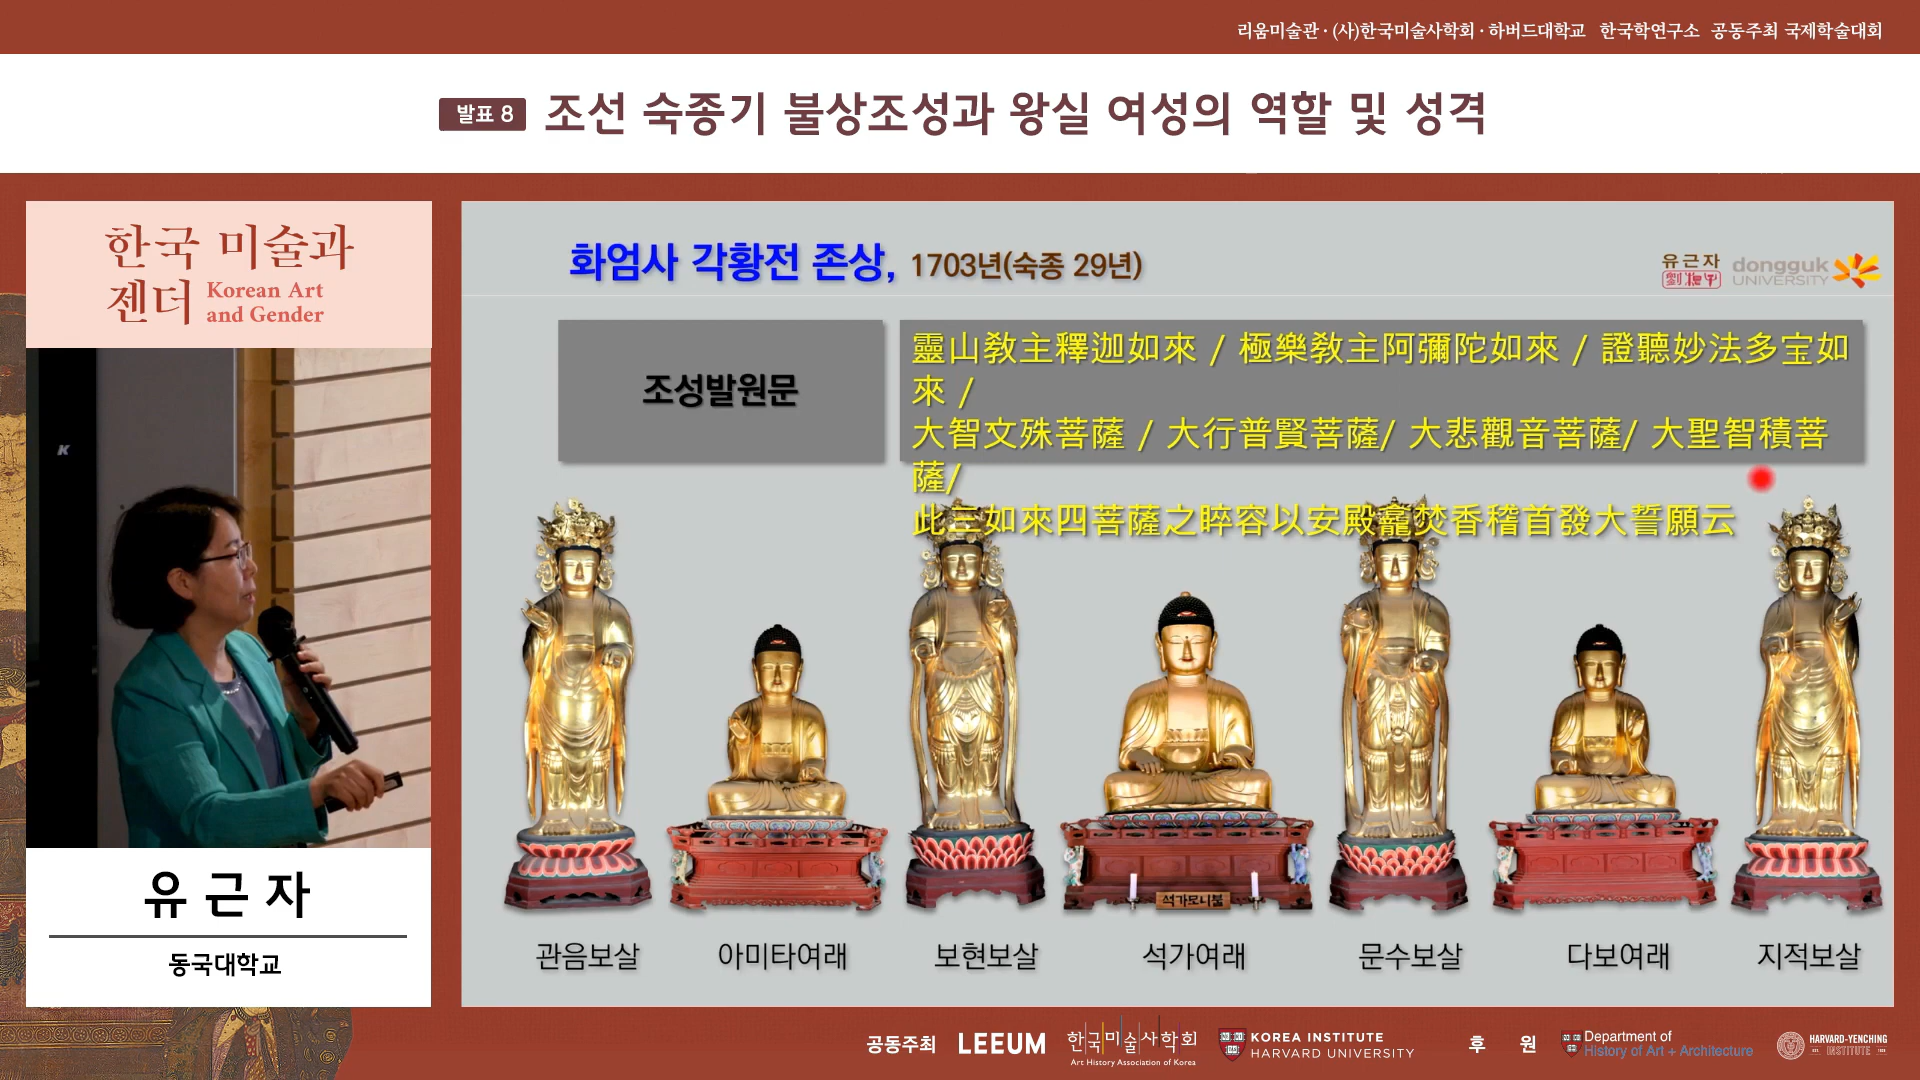 리움미술관 · (사)한국미술사학회 · 하버드대학교 한국학연구소 공동주최 국제학술대회
발표 8 조선 숙종기 불상조성과 왕실 여성의 역할 및 성격
한국 미술과
젠더 Korean Art
and Gender
K
유 근 자
동국대학교
화엄사 각황전 존상, 1703년(숙종 29년)
유근자
dongguk
UNIVERSITY
조성발원문
靈山敎主釋迦如來 / 極樂敎主阿彌陀如來 / 證聽妙法多宝如
來 /
大智文殊菩薩 / 大行普賢菩薩/ 大悲觀音菩薩/ 大聖智積菩
薩/
此三如來四菩薩之睟容以安殿龕焚香稽首發大誓願云
석가모니불
관음보살 아미타여래 보현보살 석가여래 문수보살 다보여래 지적보살
공동주최 LEEUM 한국미술사학회 Art History Association of Korea KOREA INSTITUTE HARVARD UNIVERSITY 후 원 Department of History of Art + Architecture HARVARD-YENCHING INSTITUTE